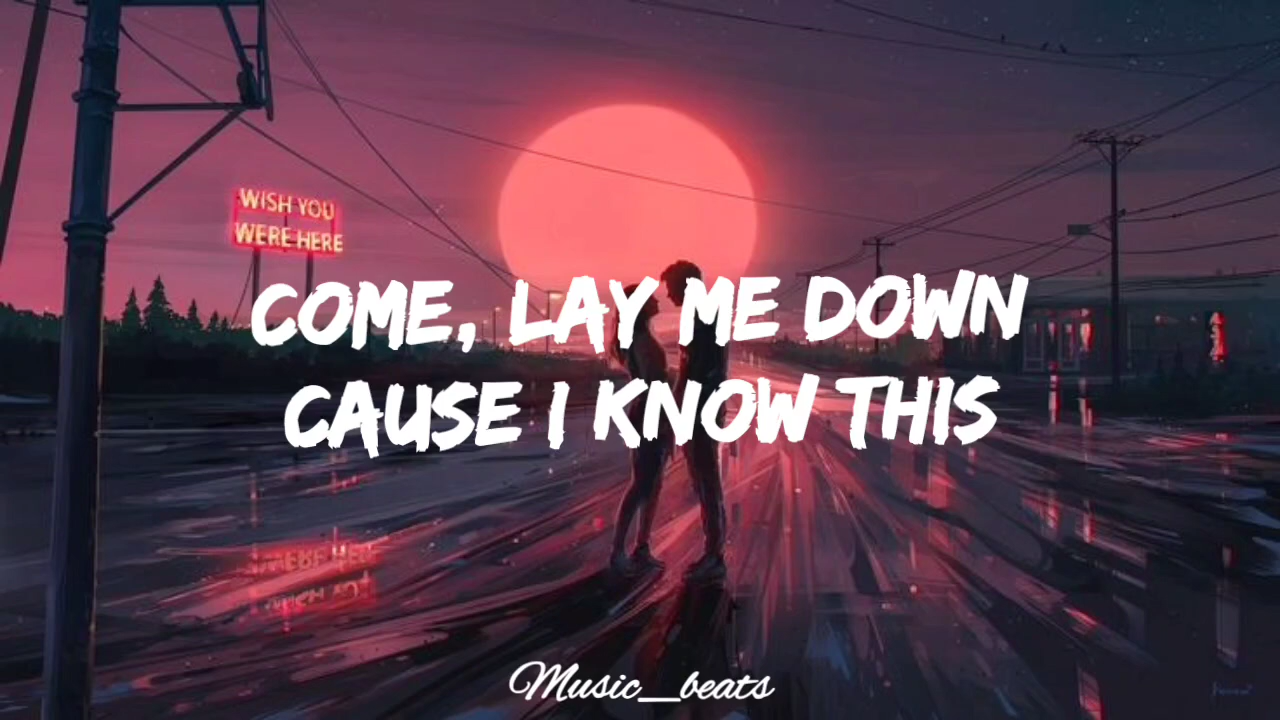 WISH YOU
WERE HERE
COME, LAY ME DOWN
CAUSE I KNOW THIS
Music_beats